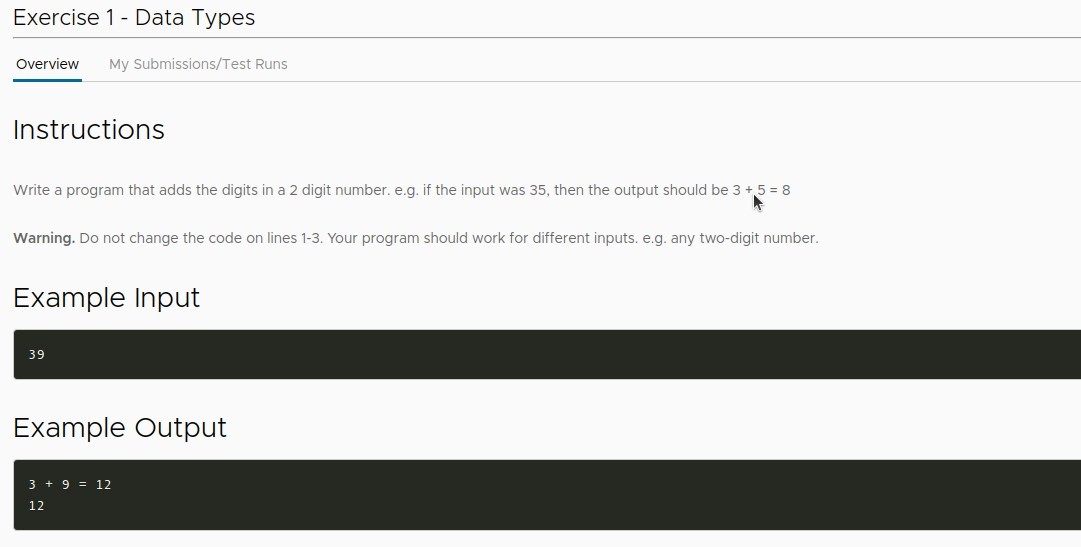 Exercise 1 - Data Types
Overview My Submissions/Test Runs
Instructions
Write a program that adds the digits in a 2 digit number. e.g. if the input was 35, then the output should be 3 + 5 = 8
Warning. Do not change the code on lines 1-3. Your program should work for different inputs. e.g. any two-digit number.
Example Input
39
Example Output
3 + 9 = 12
12